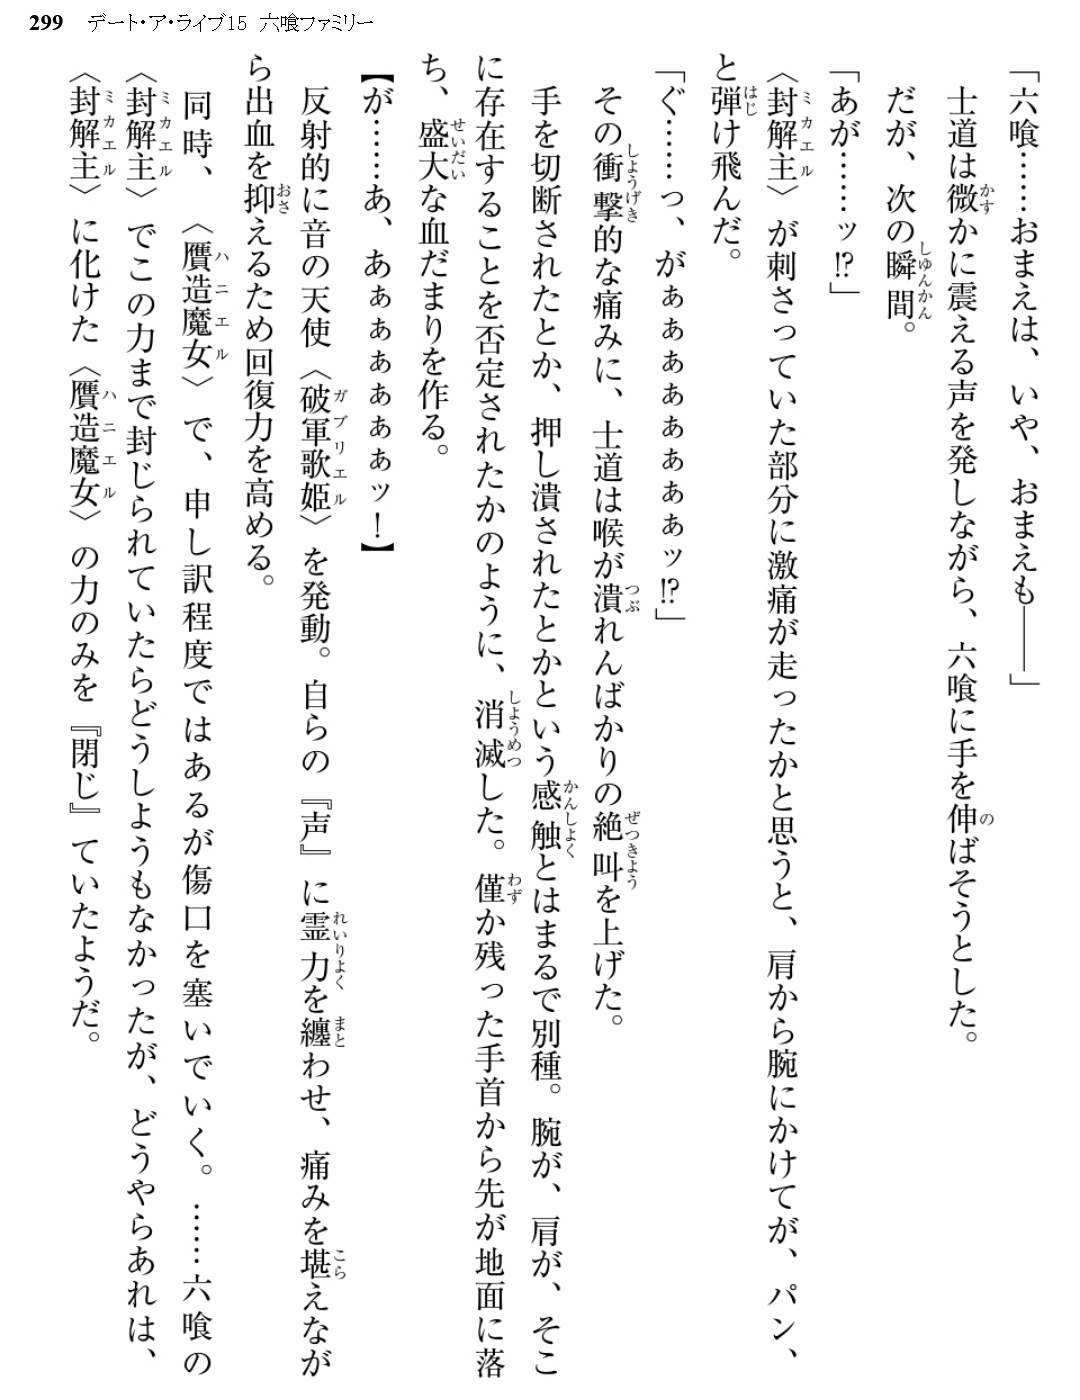 299 デート・ア・ライブ15 六喰ファミリー
「六喰……おまえは、いや、おまえも――」
士道は微かに震える声を発しながら、六喰に手を伸ばそうとした。
だが、次の瞬間。
「あが……ッ!?」
〈封解主〉が刺さっていた部分に激痛が走ったかと思うと、肩から腕にかけてが、パン、
と弾け飛んだ。
「ぐ……っ、がぁぁぁぁぁぁぁッ!?」
その衝撃的な痛みに、士道は喉が潰れんばかりの絶叫を上げた。
手を切断されたとか、押し潰されたとかという感触とはまるで別種。腕が、肩が、そこ
に存在することを否定されたかのように、消滅した。僅か残った手首から先が地面に落
ち、盛大な血だまりを作る。
【が……あ、あぁぁぁぁぁぁッ！】
反射的に音の天使〈破軍歌姫〉を発動。自らの『声』に霊力を纏わせ、痛みを堪えなが
ら出血を抑えるため回復力を高める。
同時、〈贋造魔女〉で、申し訳程度ではあるが傷口を塞いでいく。……六喰の
〈封解主〉でこの力まで封じられていたらどうしようもなかったが、どうやらあれは、
〈封解主〉に化けた〈贋造魔女〉の力のみを『閉じ』ていたようだ。